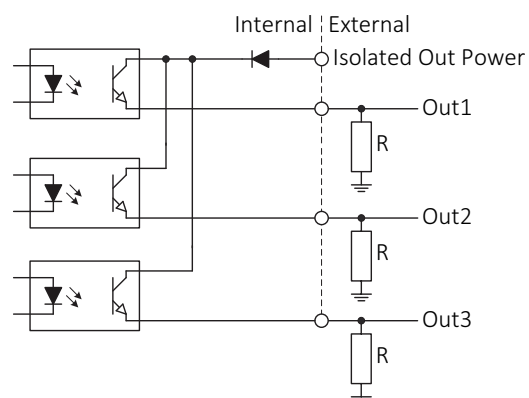 Internal External
Isolated Out Power
Out1
R
Out2
R
Out3
R